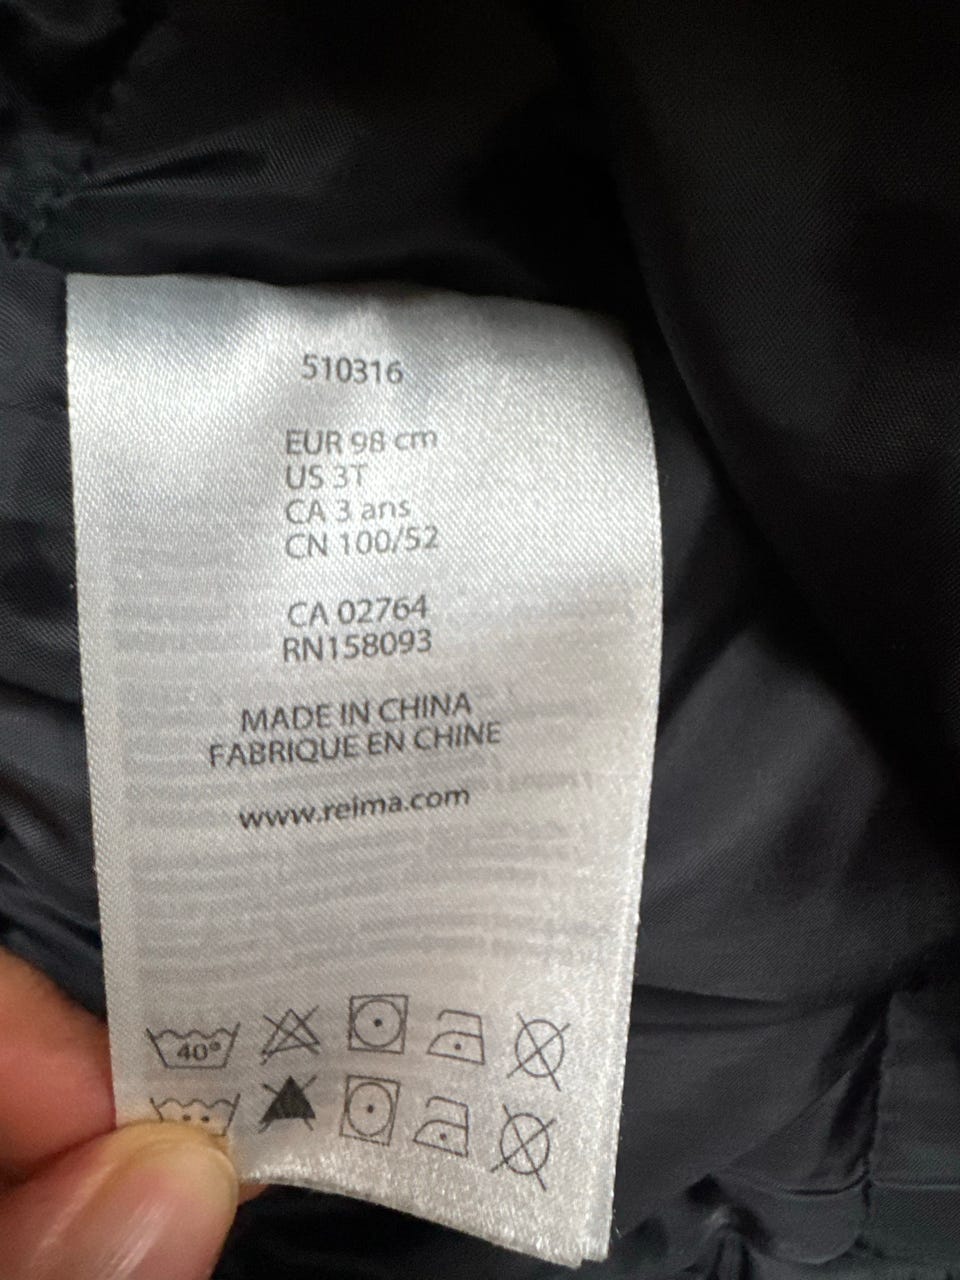 510316
EUR 98 cm
US 3T
CA 3 ans
CN 100/52
CA 02764
RN158093
MADE IN CHINA
FABRIQUE EN CHINE
www.reima.com
40°